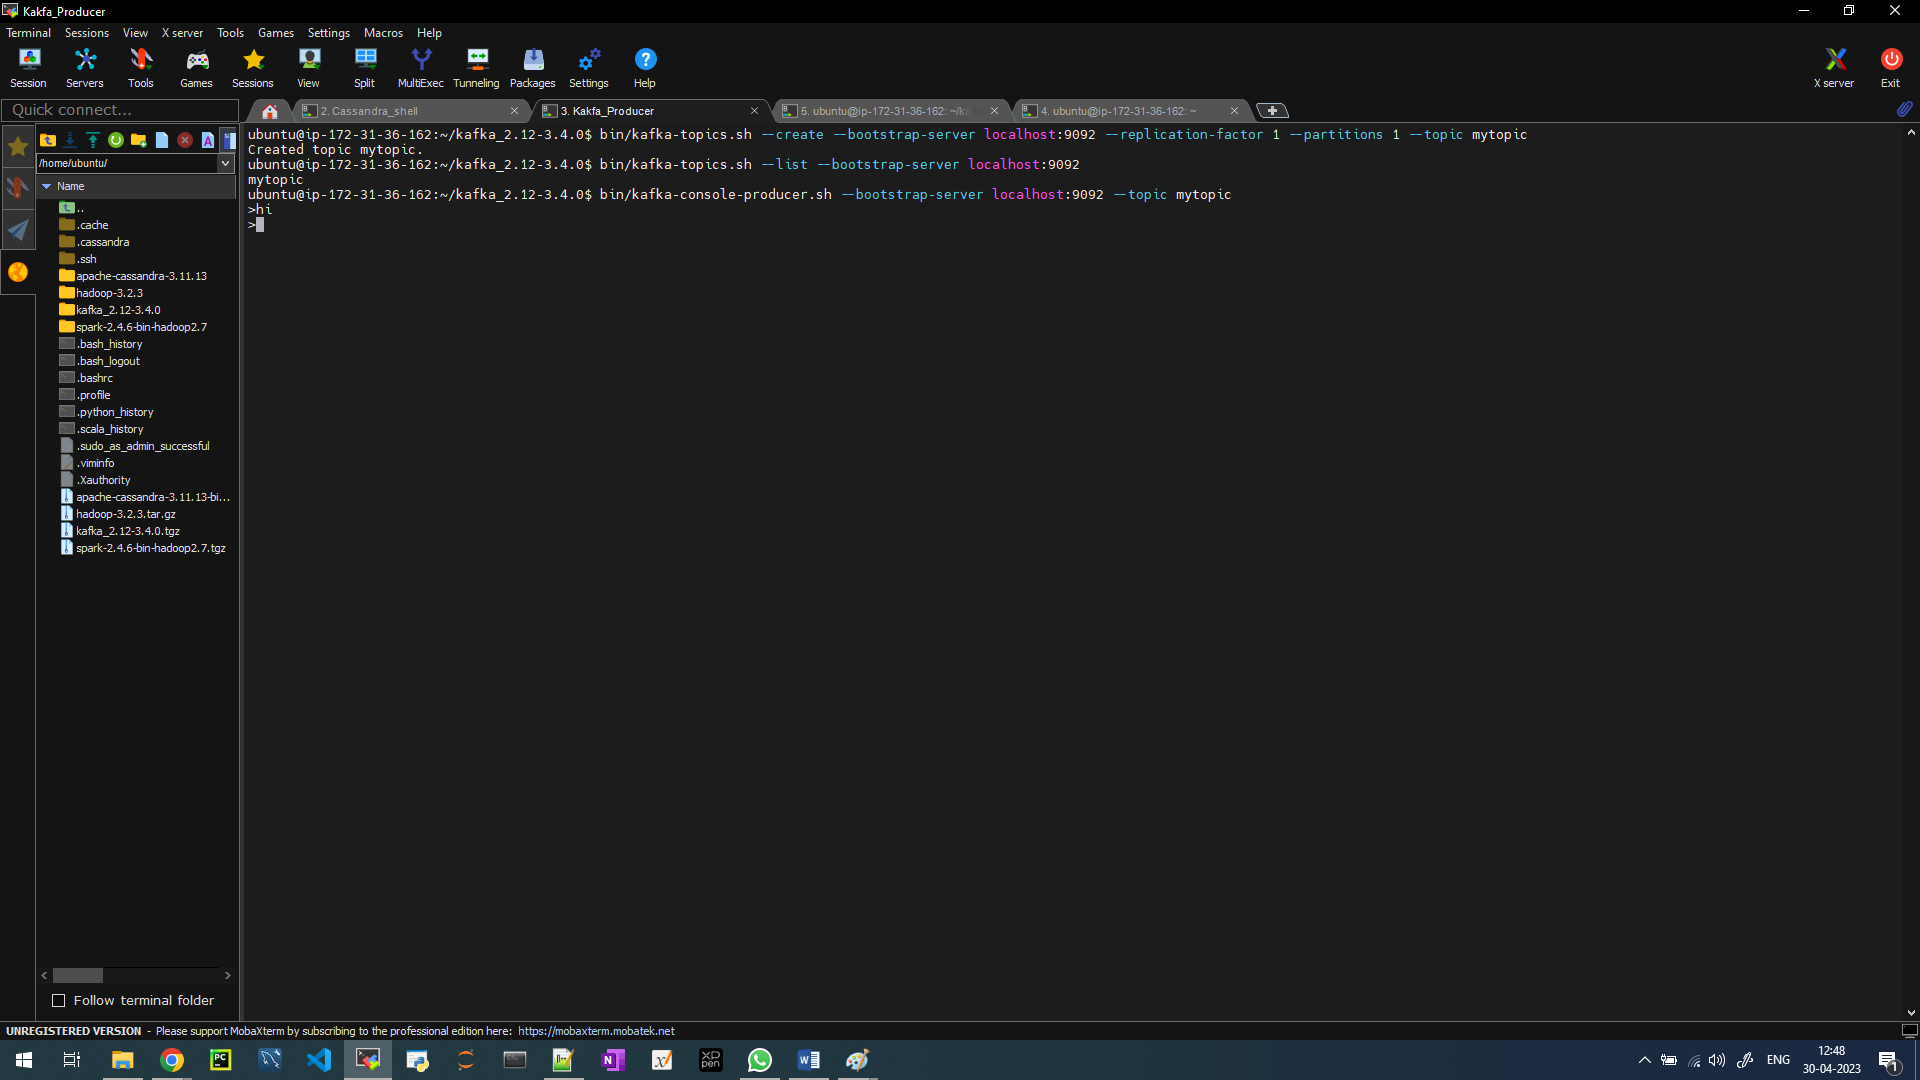 Kakfa_Producer
Terminal Sessions View X server Tools Games Settings Macros Help
Session Servers Tools Games Sessions View Split MultiExec Tunneling Packages Settings Help X server Exit
Quick connect...
2. Cassandra_shell
3. Kakfa_Producer
5. ubuntu@ip-172-31-36-162: ~/ka
4. ubuntu@ip-172-31-36-162: ~
/home/ubuntu/
Name
..
.cache
.cassandra
.ssh
apache-cassandra-3.11.13
hadoop-3.2.3
kafka_2.12-3.4.0
spark-2.4.6-bin-hadoop2.7
.bash_history
.bash_logout
.bashrc
.profile
.python_history
.scala_history
.sudo_as_admin_successful
.viminfo
.Xauthority
apache-cassandra-3.11.13-bi...
hadoop-3.2.3.tar.gz
kafka_2.12-3.4.0.tgz
spark-2.4.6-bin-hadoop2.7.tgz
Follow terminal folder
ubuntu@ip-172-31-36-162:~/kafka_2.12-3.4.0$ bin/kafka-topics.sh --create --bootstrap-server localhost:9092 --replication-factor 1 --partitions 1 --topic mytopic
Created topic mytopic.
ubuntu@ip-172-31-36-162:~/kafka_2.12-3.4.0$ bin/kafka-topics.sh --list --bootstrap-server localhost:9092
mytopic
ubuntu@ip-172-31-36-162:~/kafka_2.12-3.4.0$ bin/kafka-console-producer.sh --bootstrap-server localhost:9092 --topic mytopic
>hi
>
UNREGISTERED VERSION - Please support MobaXterm by subscribing to the professional edition here: https://mobaxterm.mobatek.net
PC
XP
pen
ENG
12:48
30-04-2023
1